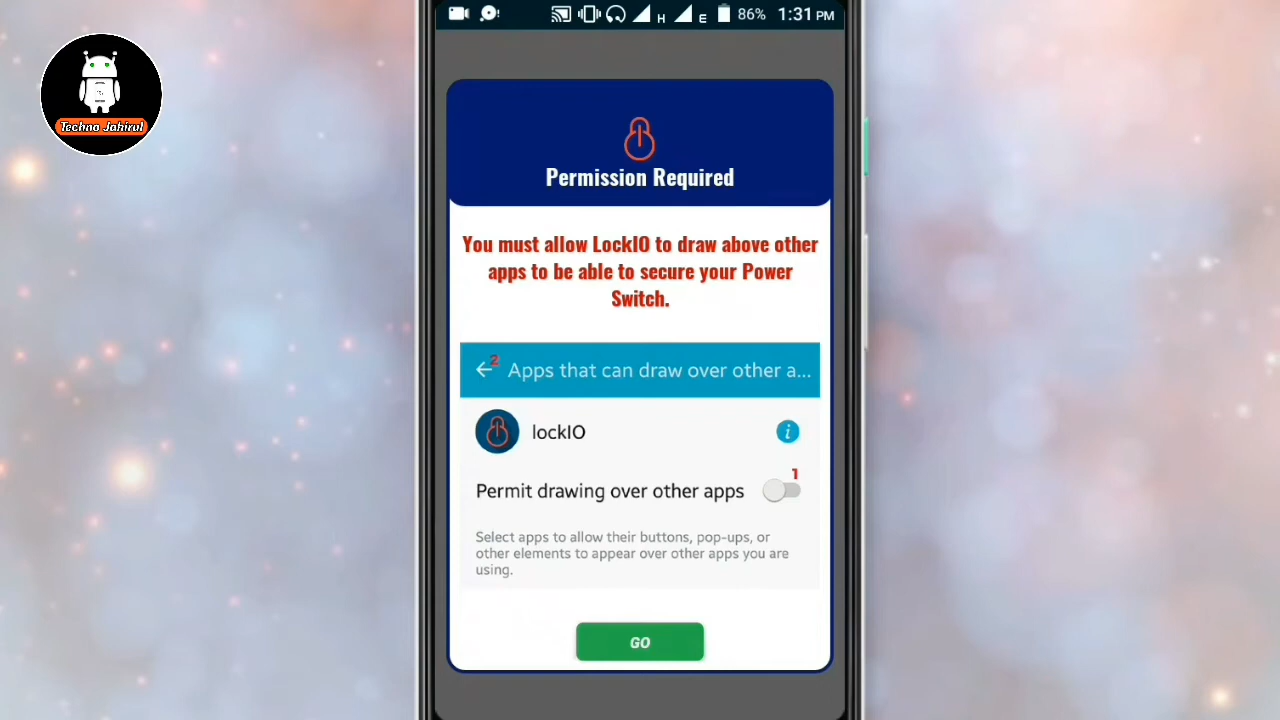 H E 86% 1:31 PM
Techno Jahirul
Permission Required
You must allow LockIO to draw above other
apps to be able to secure your Power
Switch.
2 Apps that can draw over other a...
lockIO i
1
Permit drawing over other apps
Select apps to allow their buttons, pop-ups, or
other elements to appear over other apps you are
using.
GO